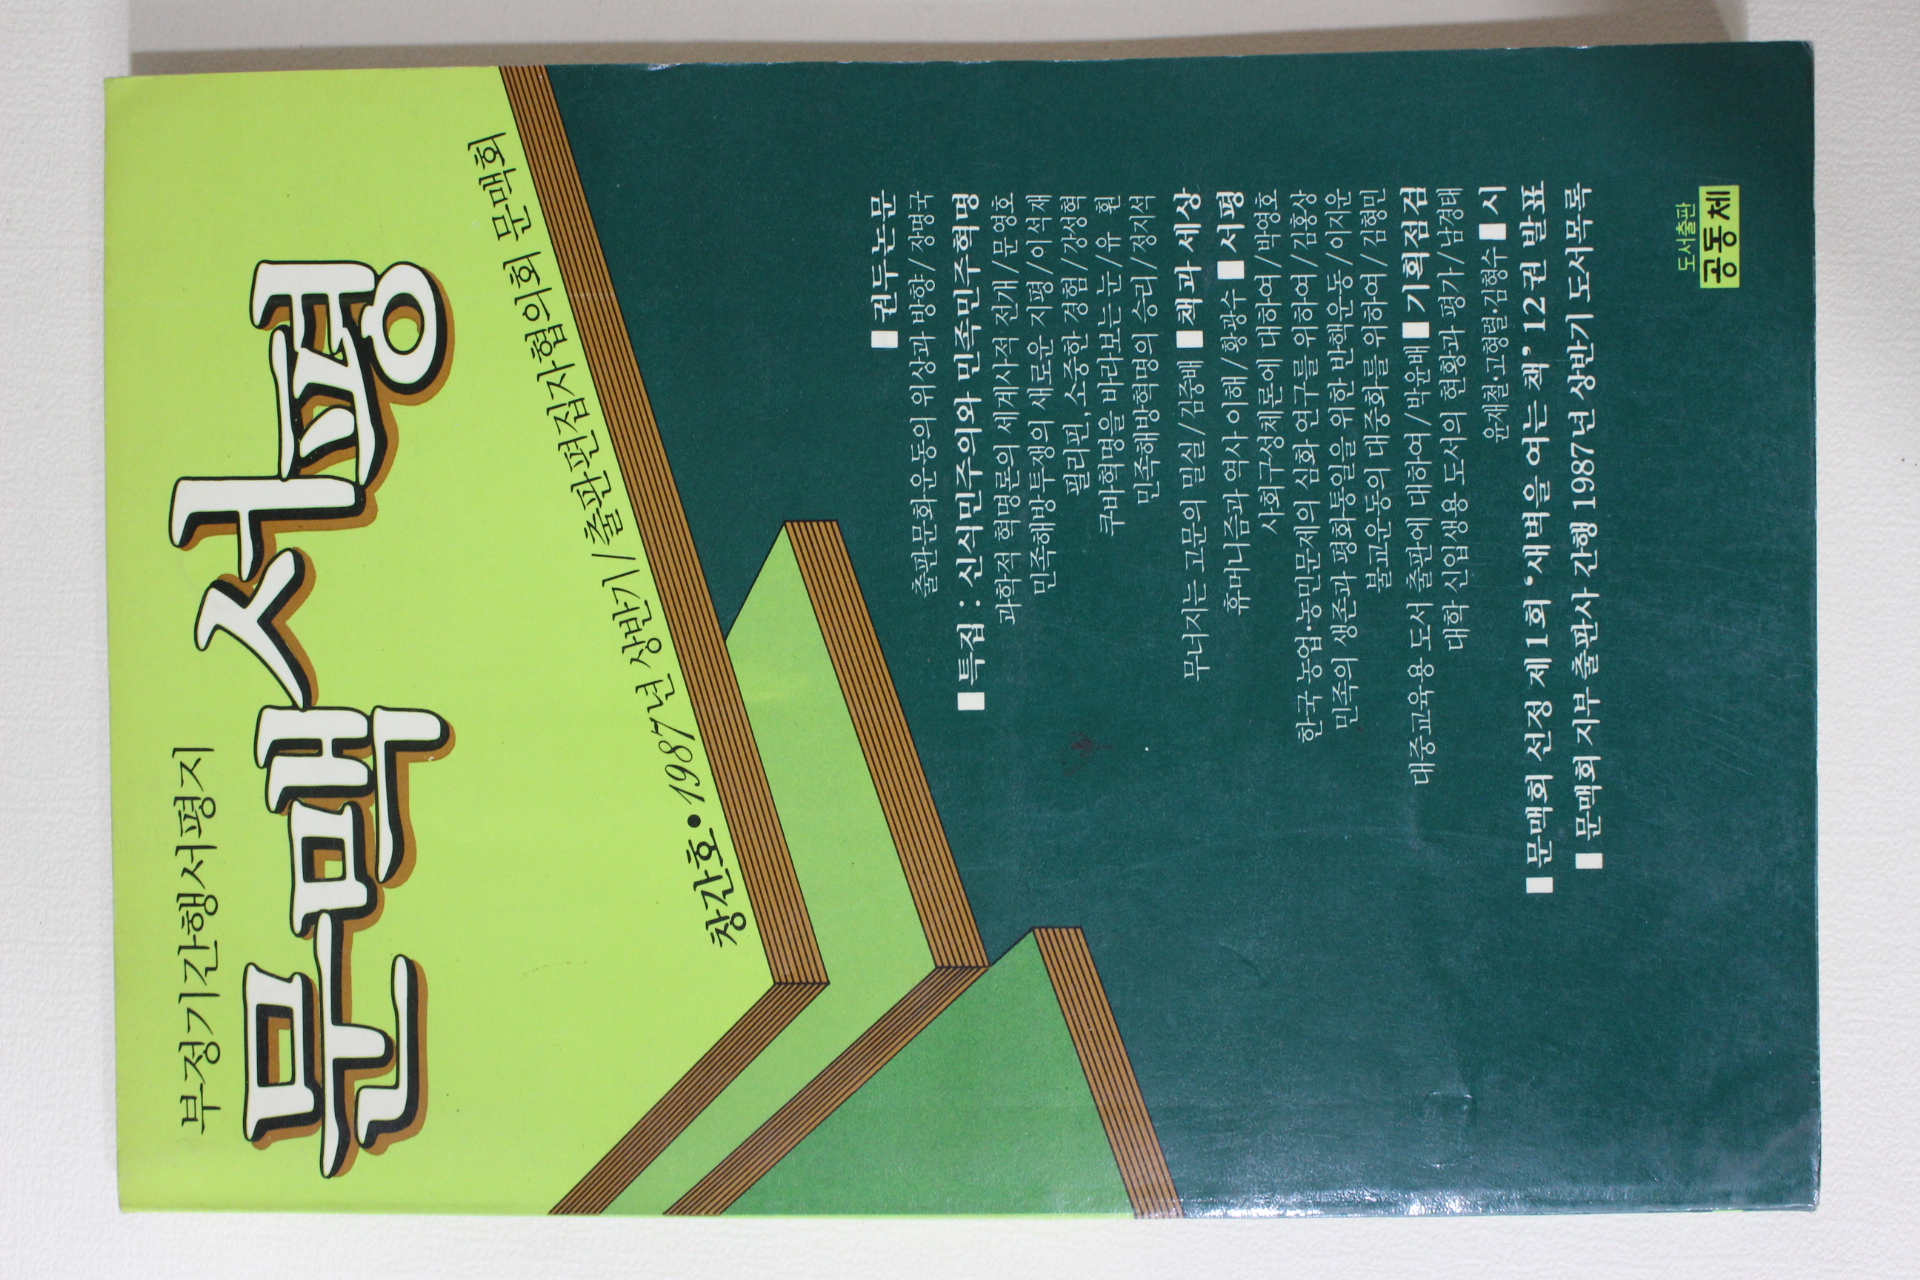 부정기간행서평지
문맥서평
창간호•1987년 상반기/출판편집자협의회 문맥회
■권두논문
출판문화운동의 위상과 방향/장명국
■특집: 신식민주의와 민족민주혁명
과학적 혁명론의 세계사적 전개/문영호
민족해방투쟁의 새로운 지평/이석재
필리핀, 소중한 경험/강성혁
쿠바혁명을 바라보는 눈/유 훤
민족해방혁명의 승리/정지석
무너지는 고문의 밀실/김중배 ■책과 세상
휴머니즘과 역사 이해/황광수 ■서평
사회구성체론에 대하여/박영호
한국 농업•농민문제의 심화 연구를 위하여/김홍상
민족의 생존과 평화통일을 위한 반핵운동/이지운
불교운동의 대중화를 위하여/김형민
대중교육용 도서 출판에 대하여/박윤배 ■기획점검
대학 신입생용 도서의 현황과 평가/남경태
윤재철•고형렬•김형수 ■시
■문맥회 선정 제1회 '새벽을 여는 책' 12권 발표
■문맥회 지부 출판사 간행 1987년 상반기 도서목록
도서출판
공동체